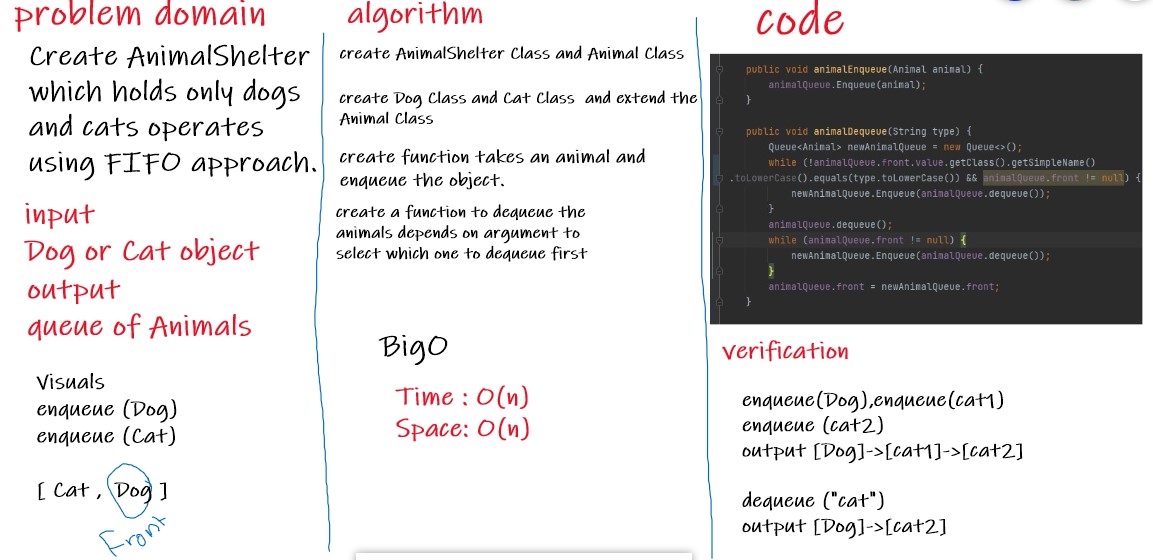 problem domain
Create AnimalShelter
which holds only dogs
and cats operates
using FIFO approach.
input
Dog or Cat object
output
queue of Animals
Visuals
enqueue (Dog)
enqueue (Cat)
[ Cat , Dog ]
Front
algorithm
create AnimalShelter Class and Animal Class
create Dog Class and Cat Class and extend the
Animal Class
create function takes an animal and
enqueue the object.
create a function to dequeue the
animals depends on argument to
select which one to dequeue first
BigO
Time : O(n)
Space: O(n)
code
public void animalEnqueue(Animal animal) {
animalQueue.Enqueue(animal);
}
public void animalDequeue(String type) {
Queue<Animal> newAnimalQueue = new Queue<>();
while (!animalQueue.front.value.getClass().getSimpleName()
.toLowerCase().equals(type.toLowerCase()) && animalQueue.front != null) {
newAnimalQueue.Enqueue(animalQueue.dequeue());
}
animalQueue.dequeue();
while (animalQueue.front != null) {
newAnimalQueue.Enqueue(animalQueue.dequeue());
}
animalQueue.front = newAnimalQueue.front;
}
verification
enqueue(Dog),enqueue(cat1)
enqueue (cat2)
output [Dog]->[cat1]->[cat2]
dequeue ("cat")
output [Dog]->[cat2]